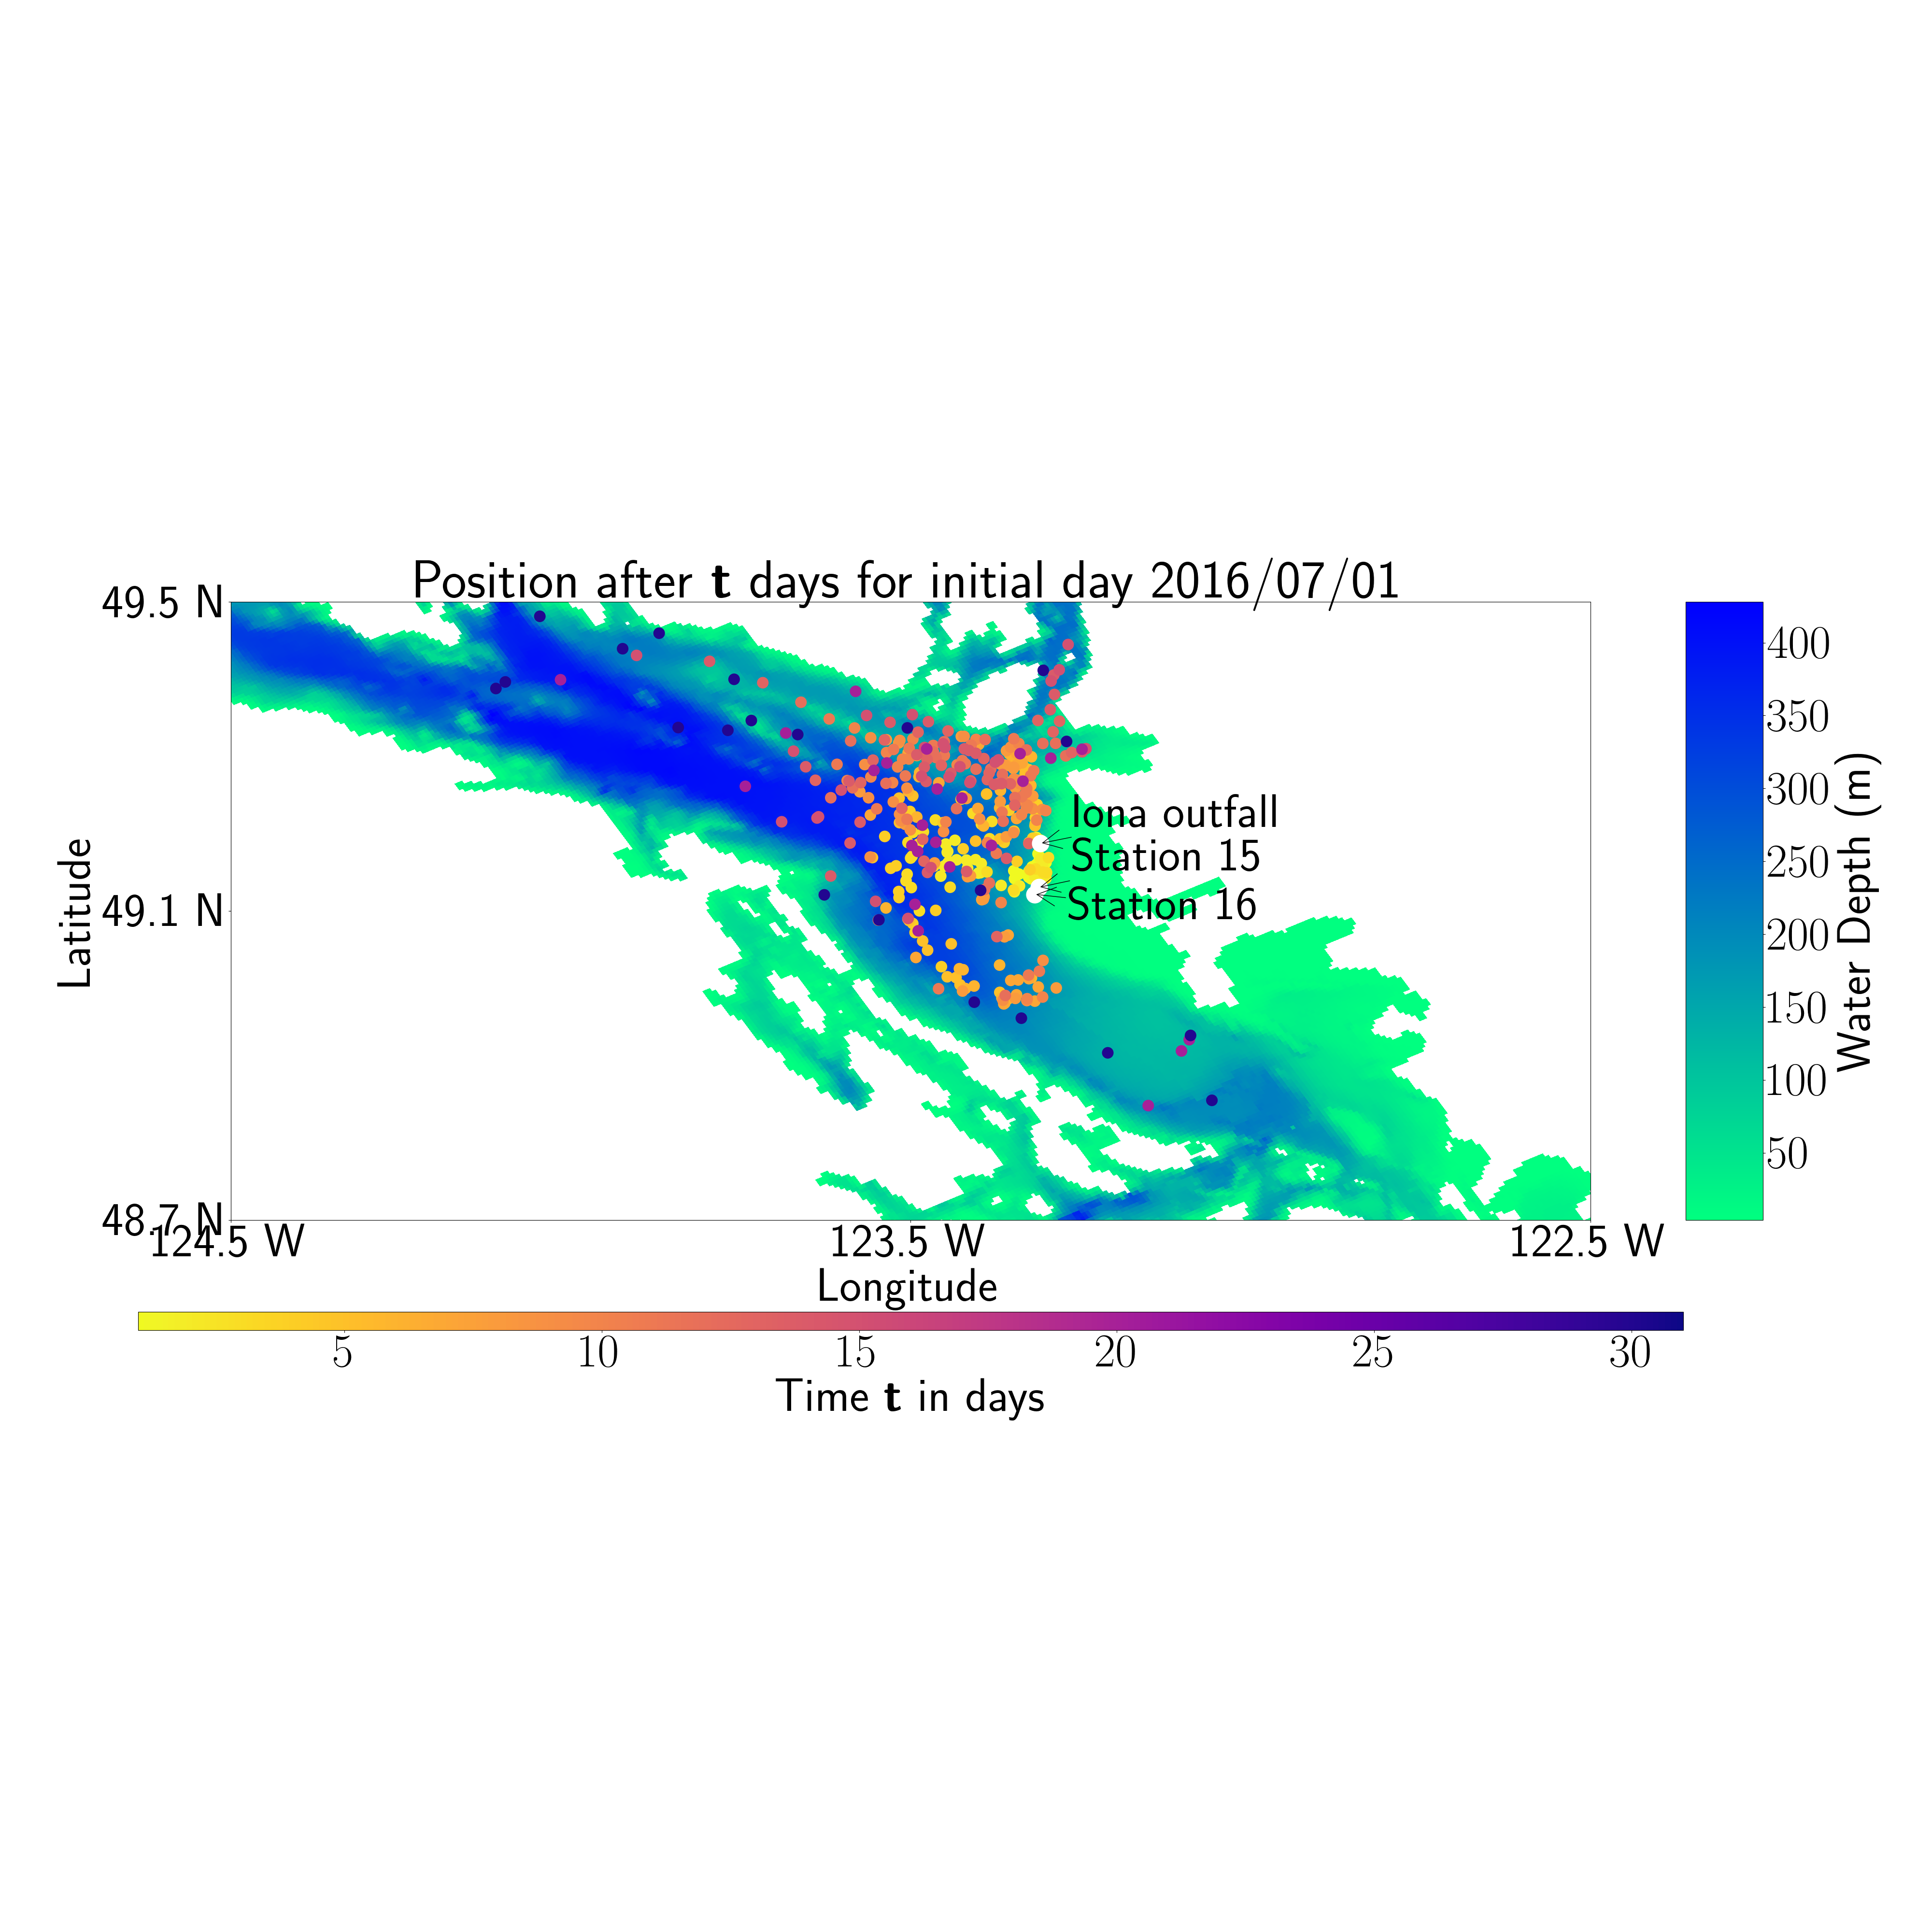 Position after t days for initial day 2016/07/01
49.5 N
49.1 N
48.7 N
Latitude
124.5 W
123.5 W
122.5 W
Longitude
Iona outfall
Station 15
Station 16
400
350
300
250
200
150
100
50
Water Depth (m)
5
10
15
20
25
30
Time t in days